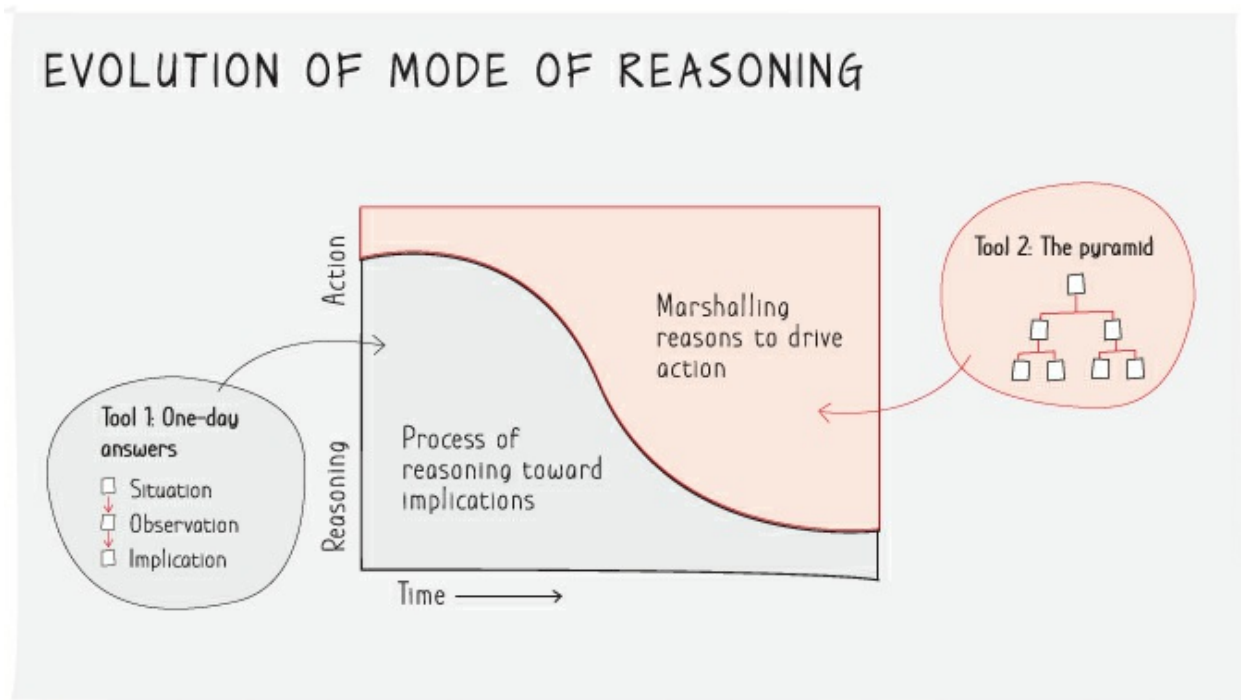 EVOLUTION OF MODE OF REASONING
Action
Reasoning
Time
Process of
reasoning toward
implications
Marshalling
reasons to drive
action
Tool 1: One-day
answers
Situation
Observation
Implication
Tool 2: The pyramid